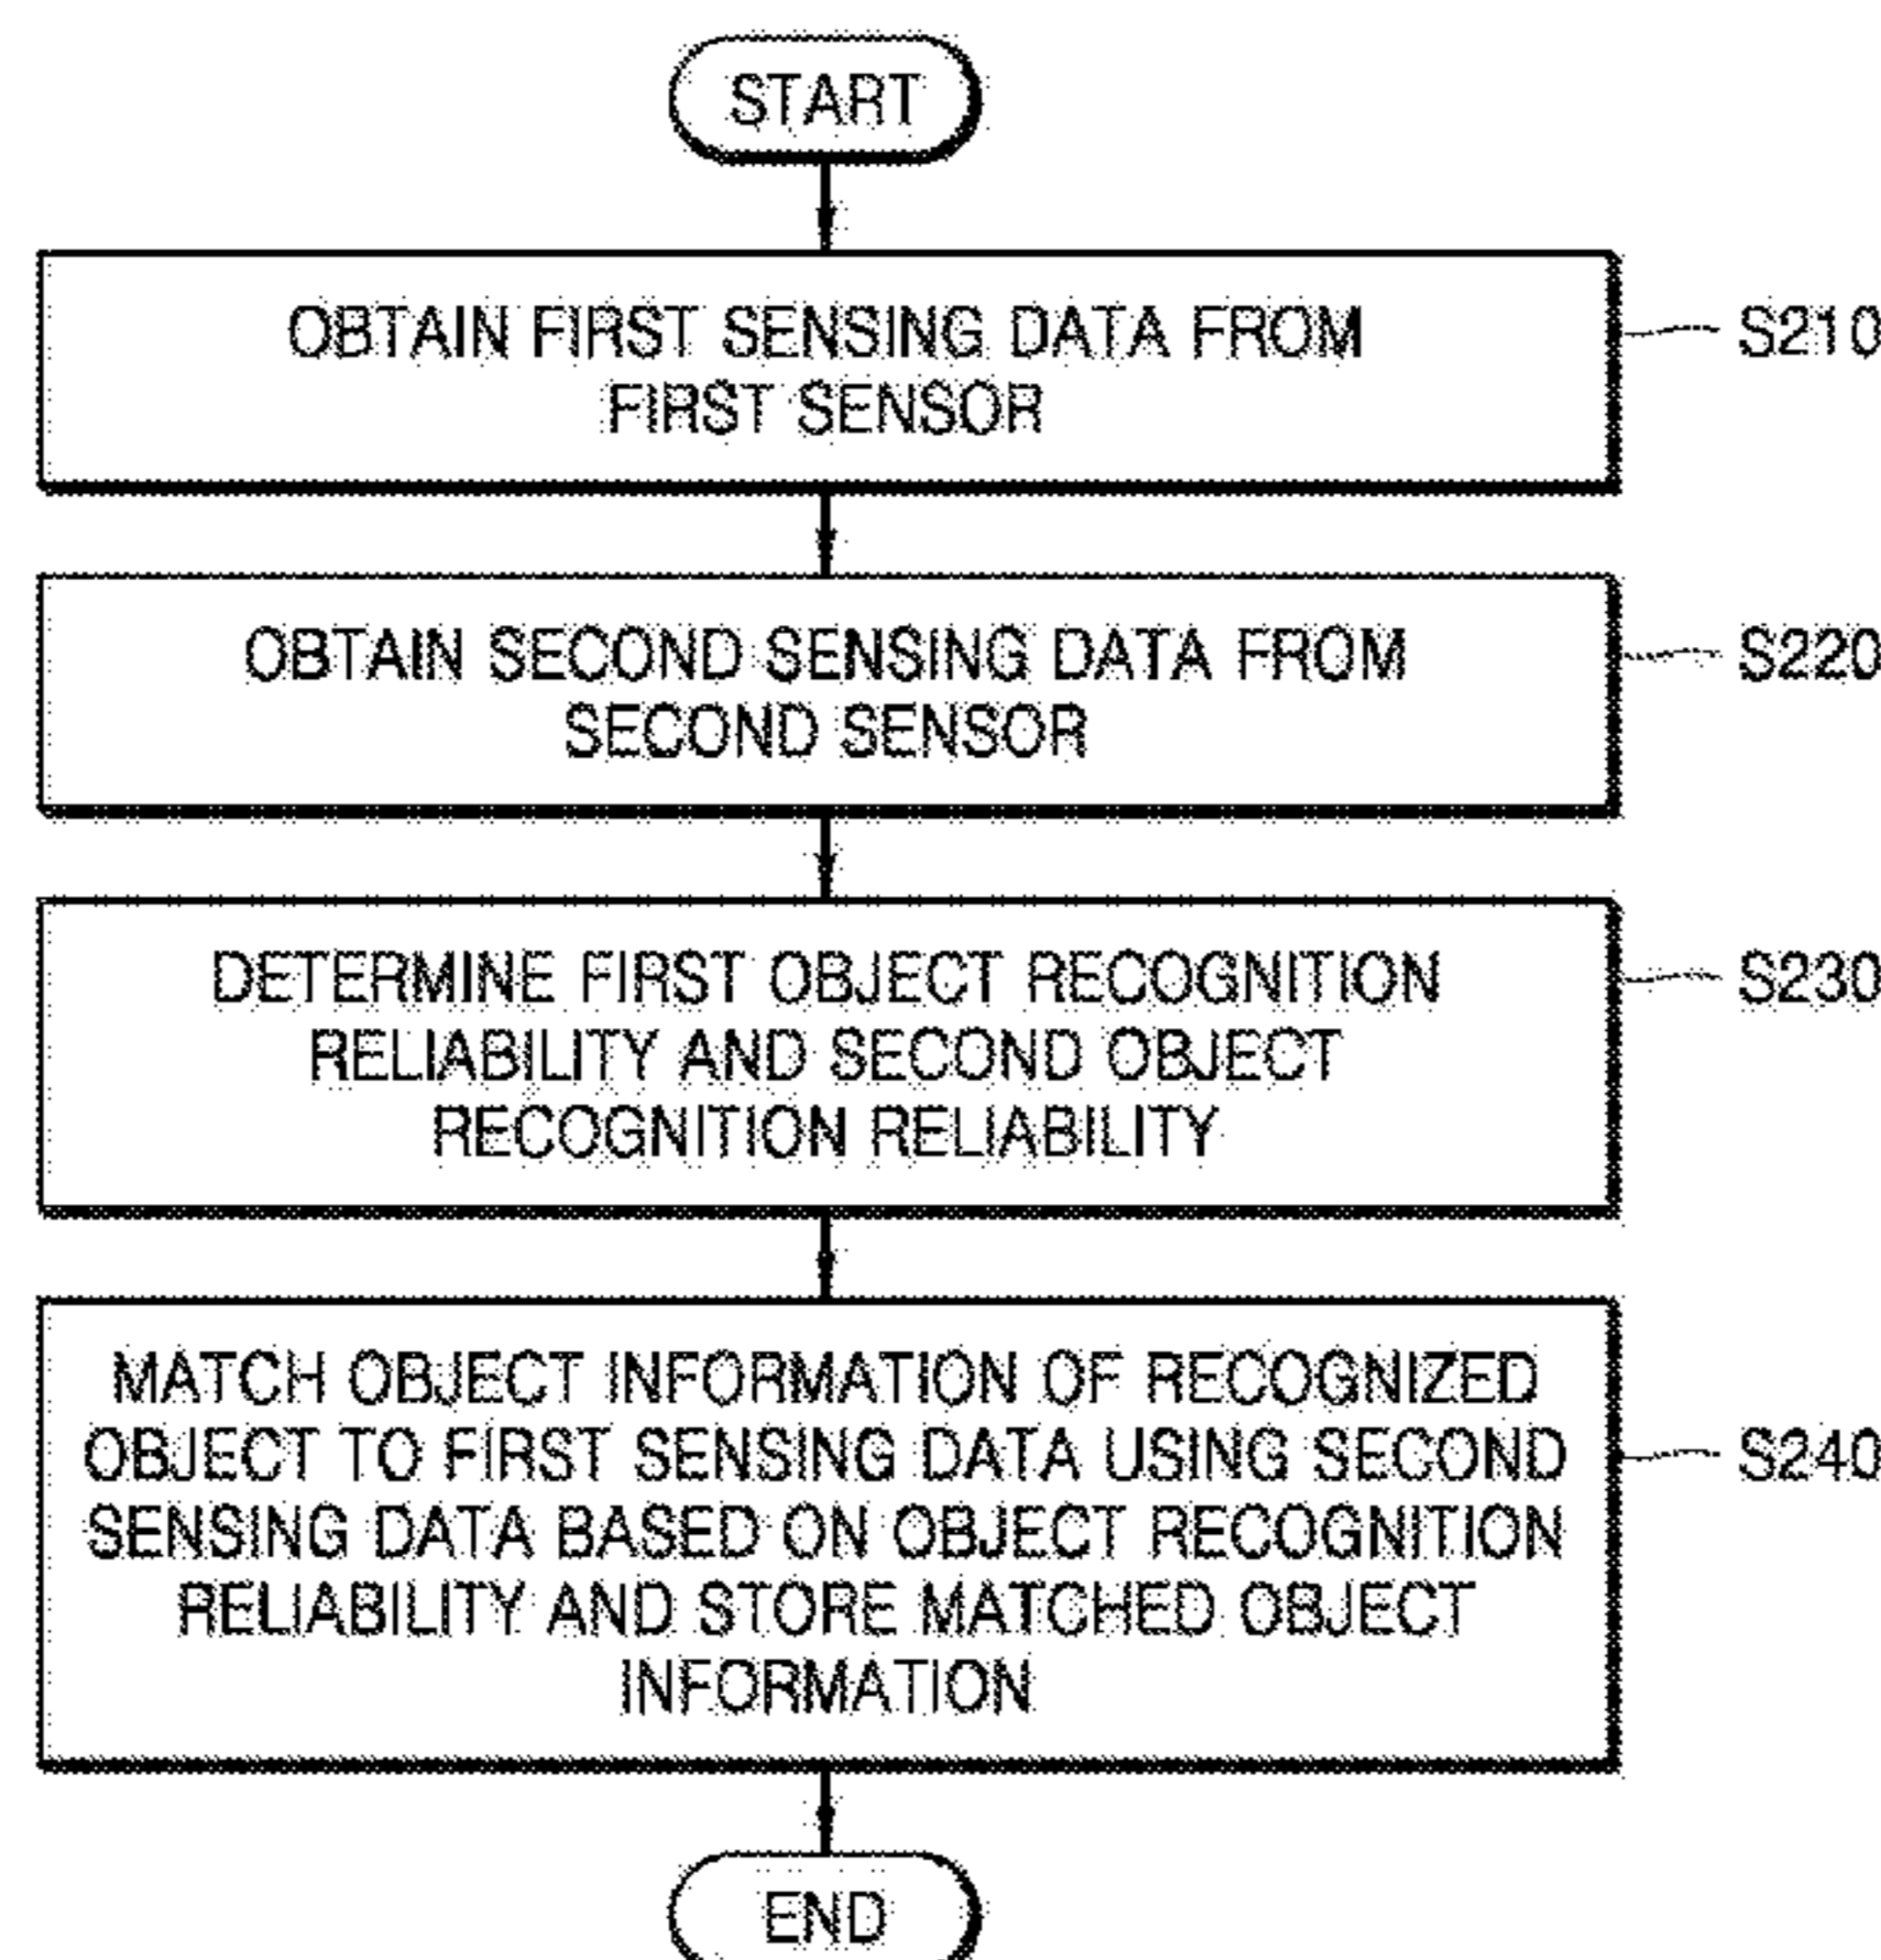 START
OBTAIN FIRST SENSING DATA FROM
FIRST SENSOR
S210
OBTAIN SECOND SENSING DATA FROM
SECOND SENSOR
S220
DETERMINE FIRST OBJECT RECOGNITION
RELIABILITY AND SECOND OBJECT
RECOGNITION RELIABILITY
S230
MATCH OBJECT INFORMATION OF RECOGNIZED
OBJECT TO FIRST SENSING DATA USING SECOND
SENSING DATA BASED ON OBJECT RECOGNITION
RELIABILITY AND STORE MATCHED OBJECT
INFORMATION
S240
END